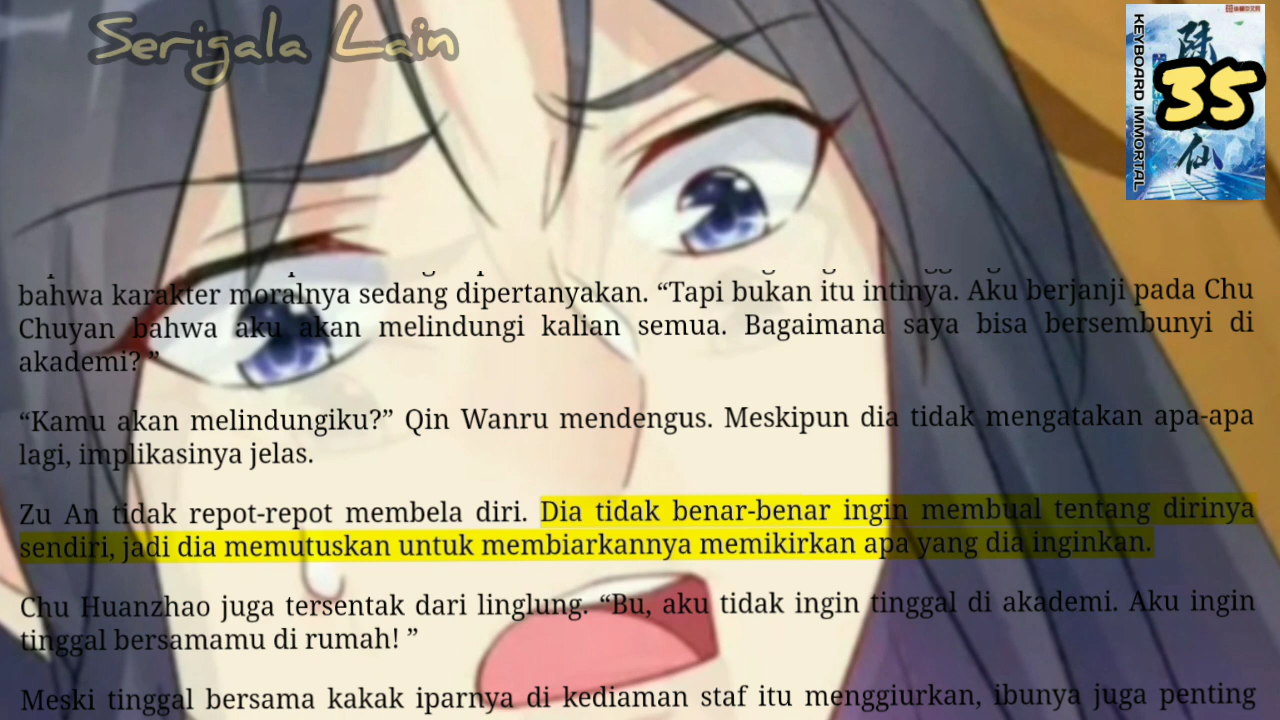 Serigala Lain
KEYBOARD IMMORTAL
35
仙
bahwa karakter moralnya sedang dipertanyakan. “Tapi bukan itu intinya. Aku berjanji pada Chu
Chuyan bahwa aku akan melindungi kalian semua. Bagaimana saya bisa bersembunyi di
akademi? ”
“Kamu akan melindungiku?” Qin Wanru mendengus. Meskipun dia tidak mengatakan apa-apa
lagi, implikasinya jelas.
Zu An tidak repot-repot membela diri. Dia tidak benar-benar ingin membual tentang dirinya
sendiri, jadi dia memutuskan untuk membiarkannya memikirkan apa yang dia inginkan.
Chu Huanzhao juga tersentak dari linglung. “Bu, aku tidak ingin tinggal di akademi. Aku ingin
tinggal bersamamu di rumah! ”
Meski tinggal bersama kakak iparnya di kediaman staf itu menggiurkan, ibunya juga penting